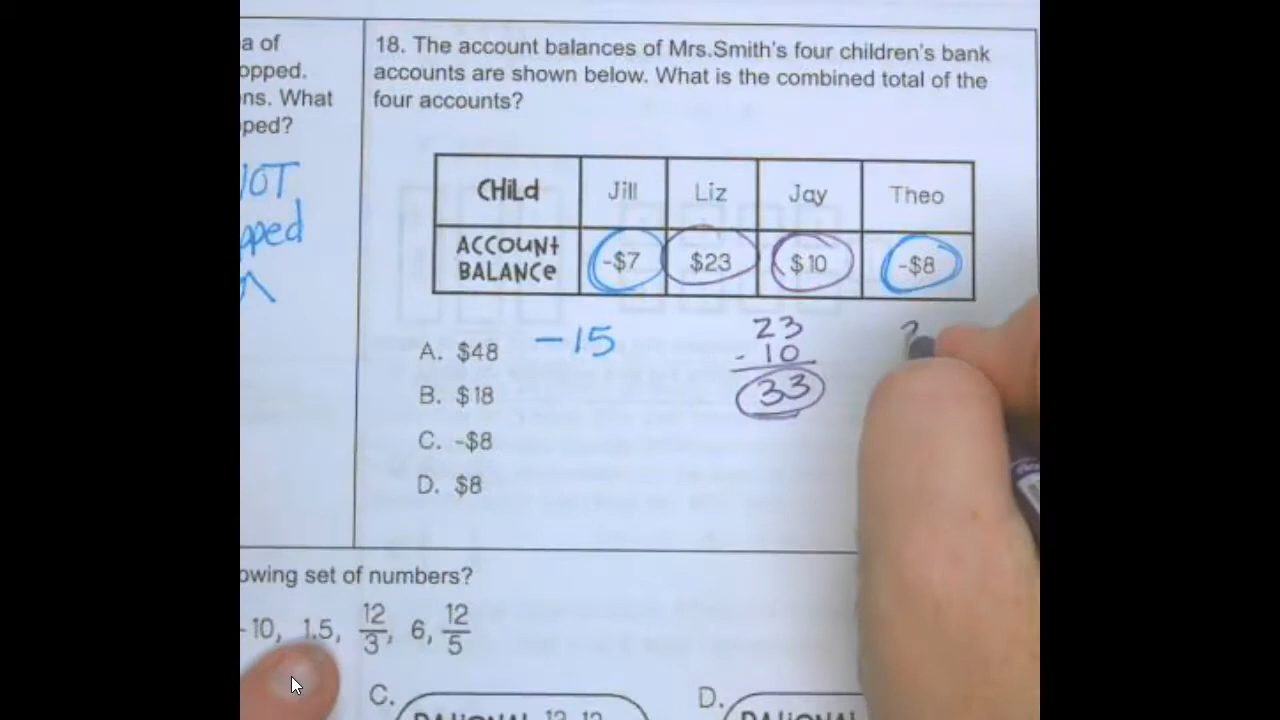 a of
opped.
ns. What
ped?
NOT
pped
18. The account balances of Mrs.Smith's four children's bank
accounts are shown below. What is the combined total of the
four accounts?
CHiLd Jill Liz Jay Theo
ACCOUNt BALANCe -$7 $23 $10 -$8
-15
23
- 10
33
A. $48
B. $18
C. -$8
D. $8
owing set of numbers?
-10, 1.5, 12/3, 6, 12/5
C.
D.